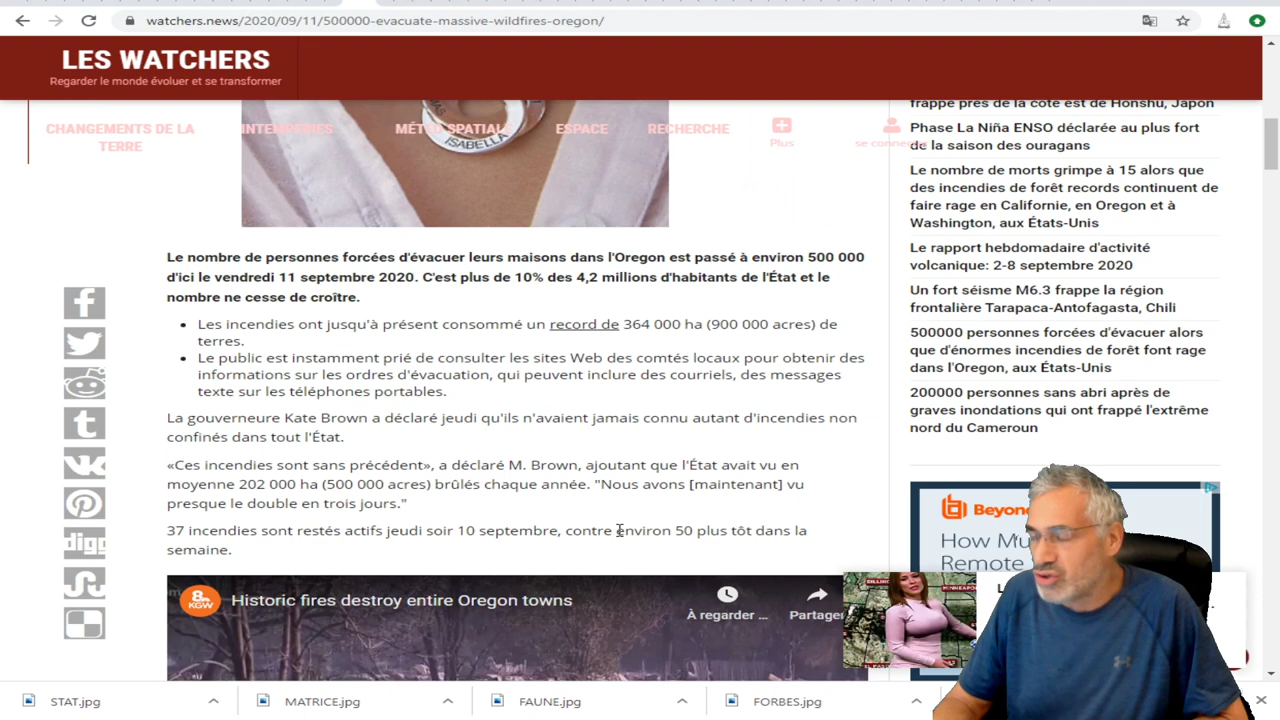 watchers.news/2020/09/11/500000-evacuate-massive-wildfires-oregon/
LES WATCHERS
Regarder le monde évoluer et se transformer
CHANGEMENTS DE LA
TERRE
INTEMPÉRIES
MÉTÉO SPATIALE
ESPACE
RECHERCHE
Plus
se connecter
ISABELLA
Le nombre de personnes forcées d'évacuer leurs maisons dans l'Oregon est passé à environ 500 000
d'ici le vendredi 11 septembre 2020. C'est plus de 10% des 4,2 millions d'habitants de l'État et le
nombre ne cesse de croître.
Les incendies ont jusqu'à présent consommé un record de 364 000 ha (900 000 acres) de
terres.
Le public est instamment prié de consulter les sites Web des comtés locaux pour obtenir des
informations sur les ordres d'évacuation, qui peuvent inclure des courriels, des messages
texte sur les téléphones portables.
La gouverneure Kate Brown a déclaré jeudi qu'ils n'avaient jamais connu autant d'incendies non
confinés dans tout l'État.
«Ces incendies sont sans précédent», a déclaré M. Brown, ajoutant que l'État avait vu en
moyenne 202 000 ha (500 000 acres) brûlés chaque année. "Nous avons [maintenant] vu
presque le double en trois jours."
37 incendies sont restés actifs jeudi soir 10 septembre, contre environ 50 plus tôt dans la
semaine.
8 KGW
Historic fires destroy entire Oregon towns
À regarder ...
Partager
frappe près de la côte est de Honshu, Japon
Phase La Niña ENSO déclarée au plus fort
de la saison des ouragans
Le nombre de morts grimpe à 15 alors que
des incendies de forêt records continuent de
faire rage en Californie, en Oregon et à
Washington, aux États-Unis
Le rapport hebdomadaire d'activité
volcanique: 2-8 septembre 2020
Un fort séisme M6.3 frappe la région
frontalière Tarapaca-Antofagasta, Chili
500000 personnes forcées d'évacuer alors
que d'énormes incendies de forêt font rage
dans l'Oregon, aux États-Unis
200000 personnes sans abri après de
graves inondations qui ont frappé l'extrême
nord du Cameroun
Beyon
How Mu
Remote
BILLIN
MINNEAPO
digg
STAT.jpg
MATRICE.jpg
FAUNE.jpg
FORBES.jpg